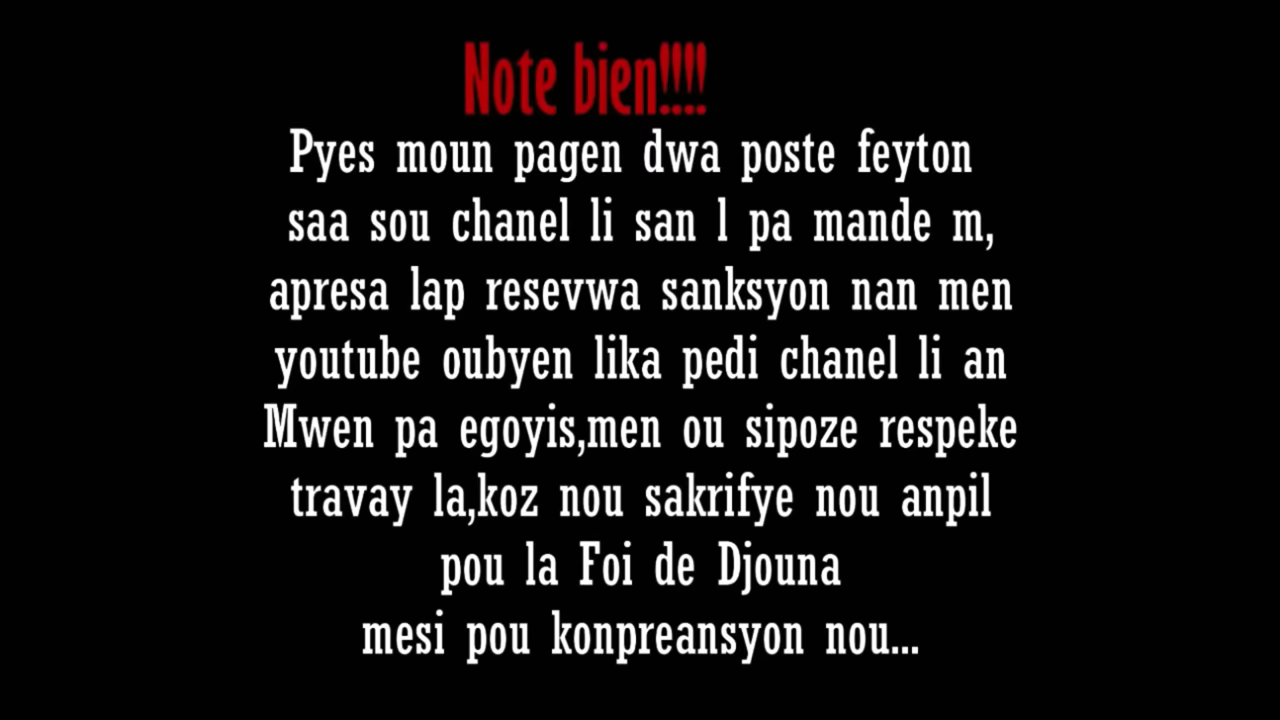 Note bien!!!!
Pyes moun pagen dwa poste feyton
saa sou chanel li san l pa mande m,
apresa lap resevwa sanksyon nan men
youtube oubyen lika pedi chanel li an
Mwen pa egoyis,men ou sipoze respeke
travay la,koz nou sakrifye nou anpil
pou la Foi de Djouna
mesi pou konpreansyon nou...